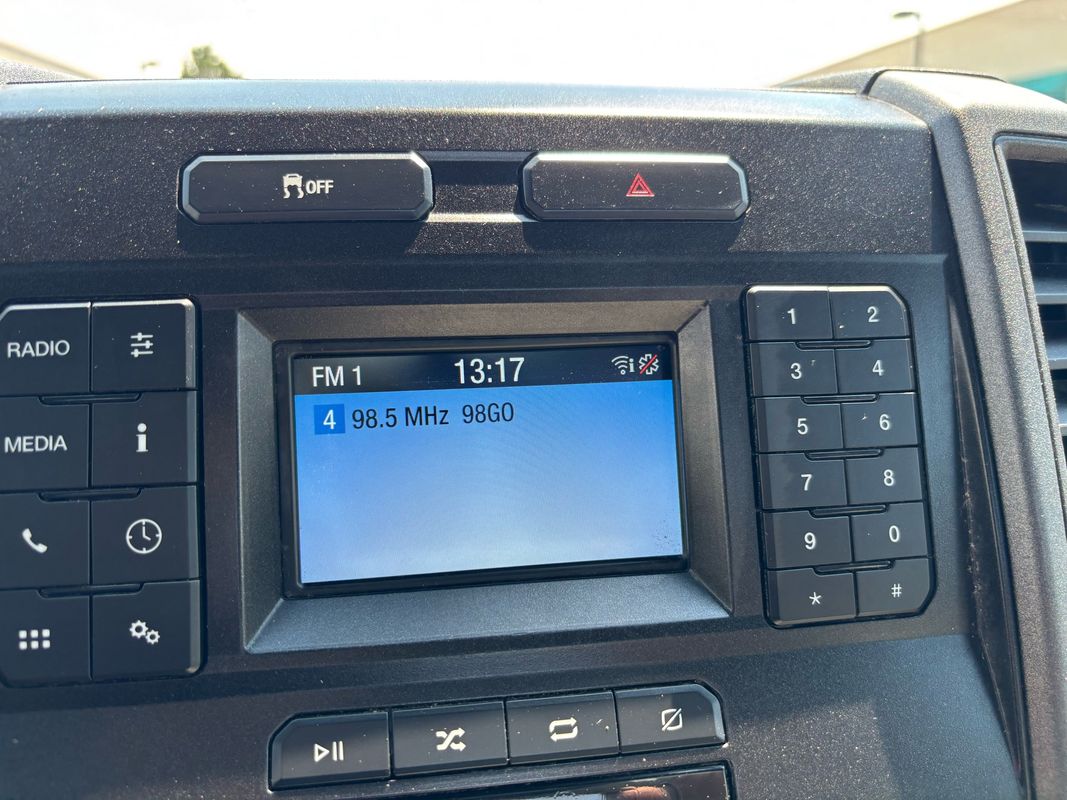 OFF
RADIO
MEDIA
FM 1 13:17
4 98.5 MHz 98GO
1 2
3 4
5 6
7 8
9 0
* #